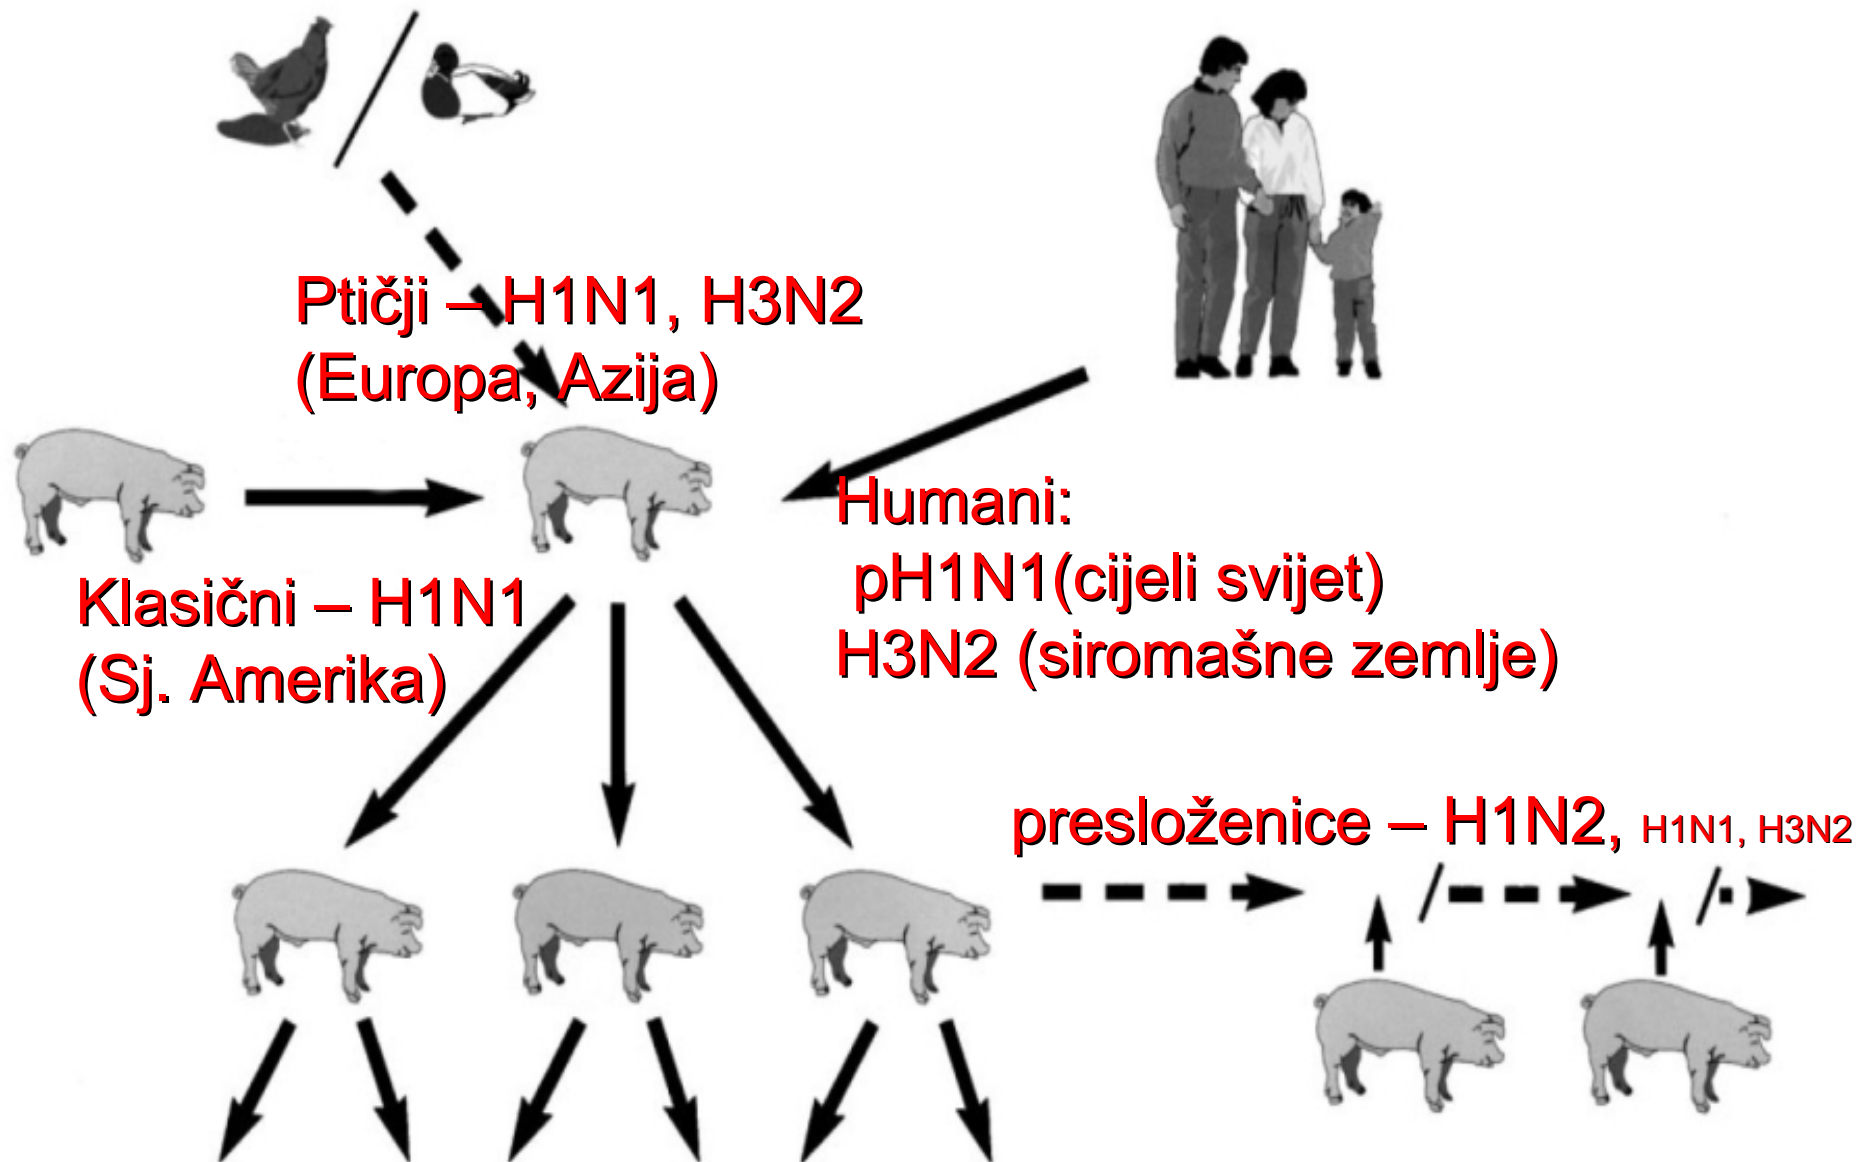 Ptičji – H1N1, H3N2
(Europa, Azija)
Humani:
pH1N1(cijeli svijet)
H3N2 (siromašne zemlje)
Klasični – H1N1
(Sj. Amerika)
presloženice – H1N2, H1N1, H3N2